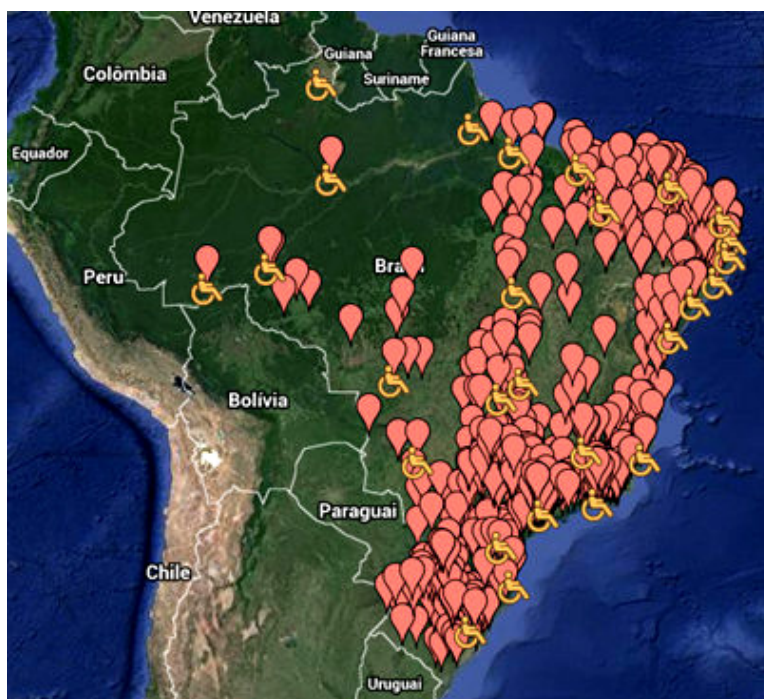 Venezuela
Guiana
Guiana
Francesa
Colômbia
Suriname
Equador
Peru
Bolívia
Paraguai
Chile
Uruguai